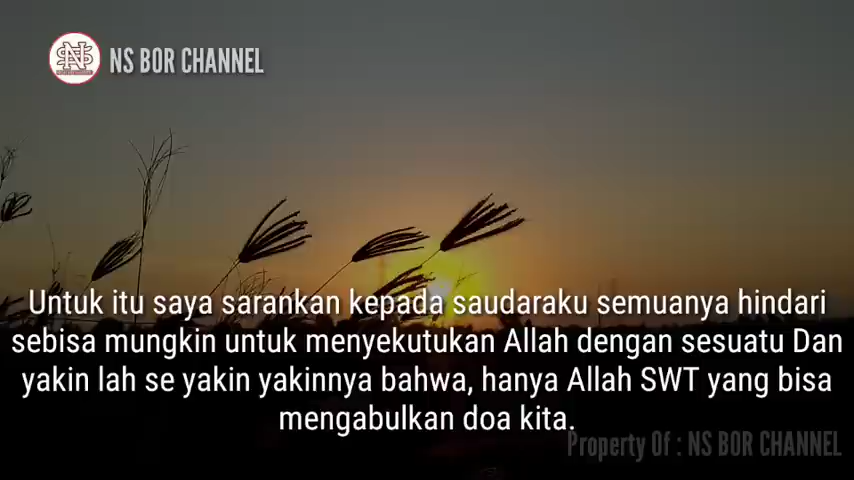 NS BOR CHANNEL
Untuk itu saya sarankan kepada saudaraku semuanya hindari
sebisa mungkin untuk menyekutukan Allah dengan sesuatu Dan
yakin lah se yakin yakinnya bahwa, hanya Allah SWT yang bisa
mengabulkan doa kita.
Property Of : NS BOR CHANNEL